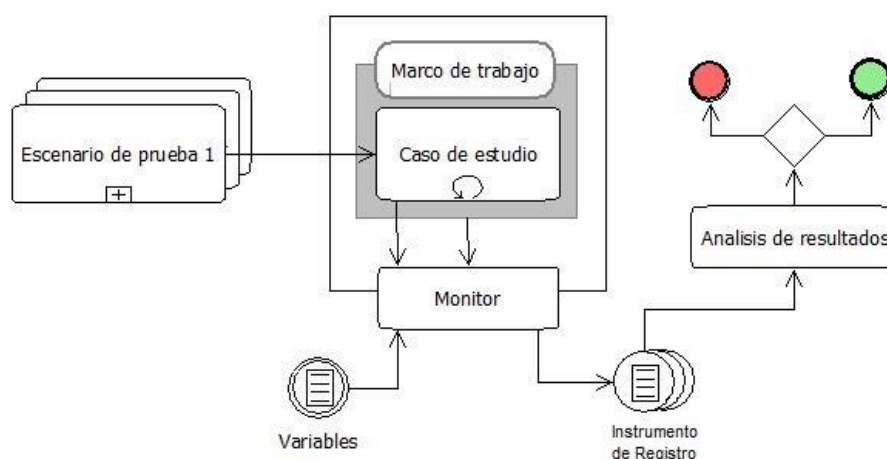 Marco de trabajo
Escenario de prueba 1
Caso de estudio
Analisis de resultados
Monitor
Variables
Instrumento
de Registro